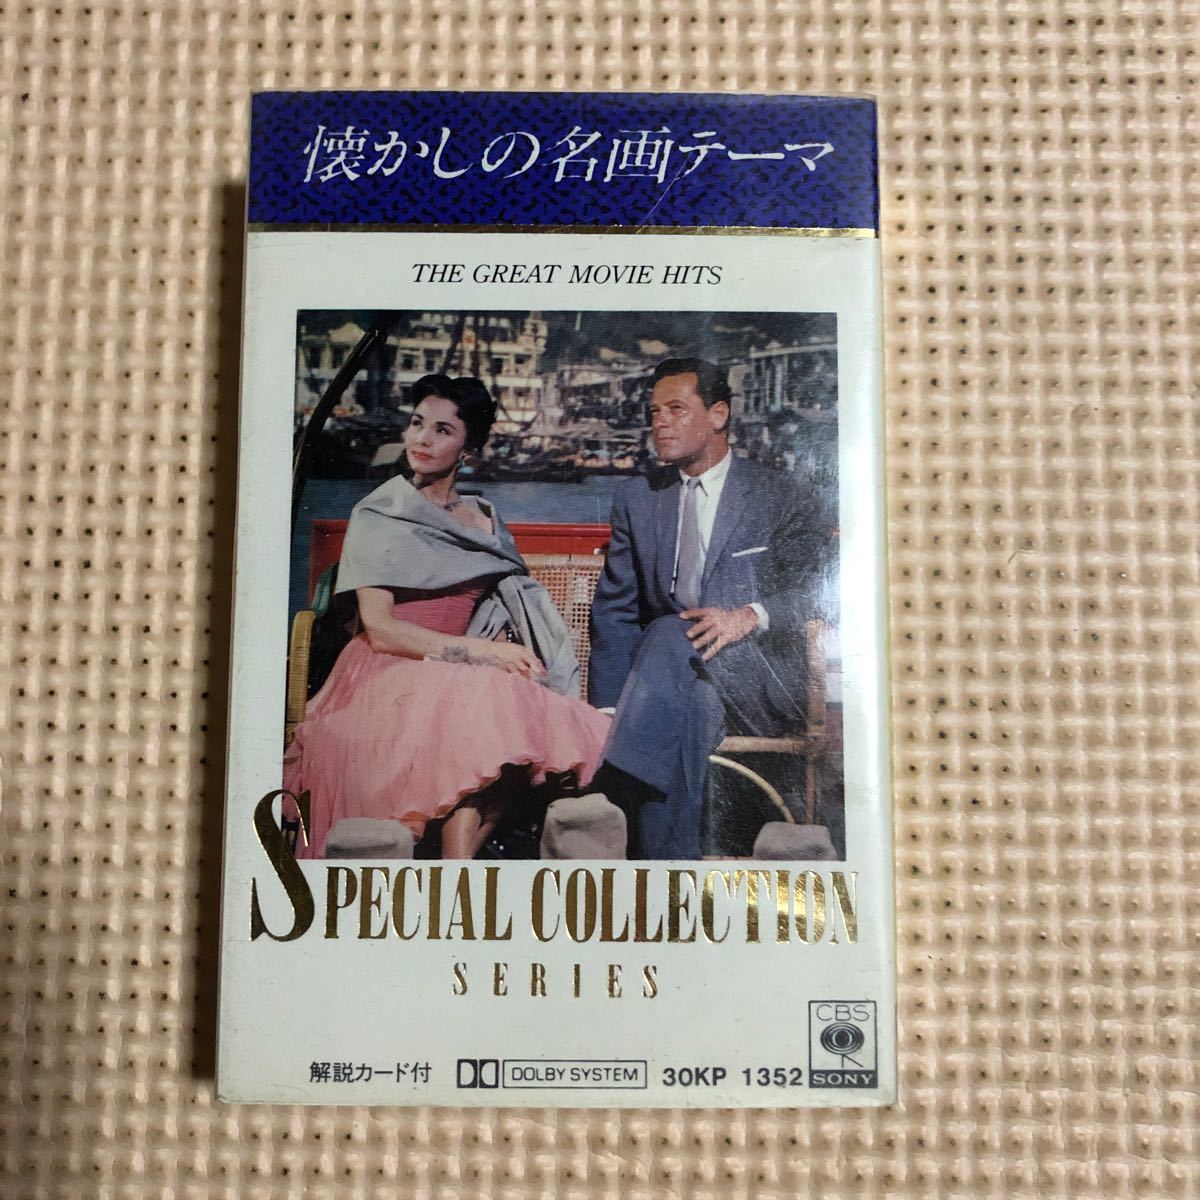 懐かしの名画テーマ
THE GREAT MOVIE HITS
SPECIAL COLLECTION
SERIES
解説カード付 DOLBY SYSTEM 30KP 1352
CBS
SONY